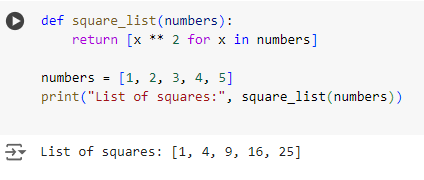 def square_list(numbers):
    return [x ** 2 for x in numbers]

numbers = [1, 2, 3, 4, 5]
print("List of squares:", square_list(numbers))

List of squares: [1, 4, 9, 16, 25]